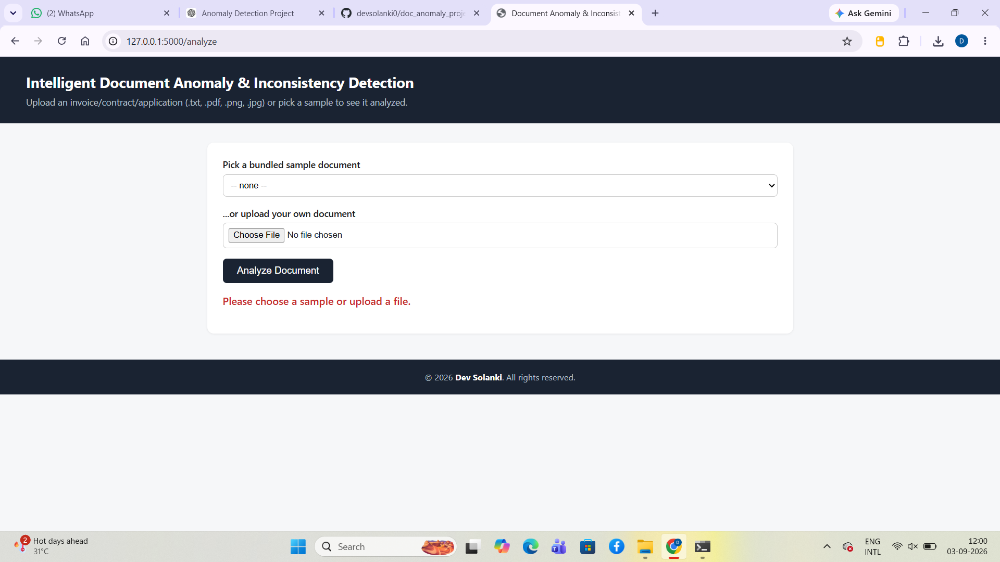 (2) WhatsApp
Anomaly Detection Project
devsolanki0/doc_anomaly_proje
Document Anomaly & Inconsist
Ask Gemini
127.0.0.1:5000/analyze
D
Intelligent Document Anomaly & Inconsistency Detection
Upload an invoice/contract/application (.txt, .pdf, .png, .jpg) or pick a sample to see it analyzed.
Pick a bundled sample document
-- none --
...or upload your own document
Choose File No file chosen
Analyze Document
Please choose a sample or upload a file.
© 2026 Dev Solanki. All rights reserved.
2
Hot days ahead
31°C
Search
D
ENG
INTL
12:00
03-09-2026